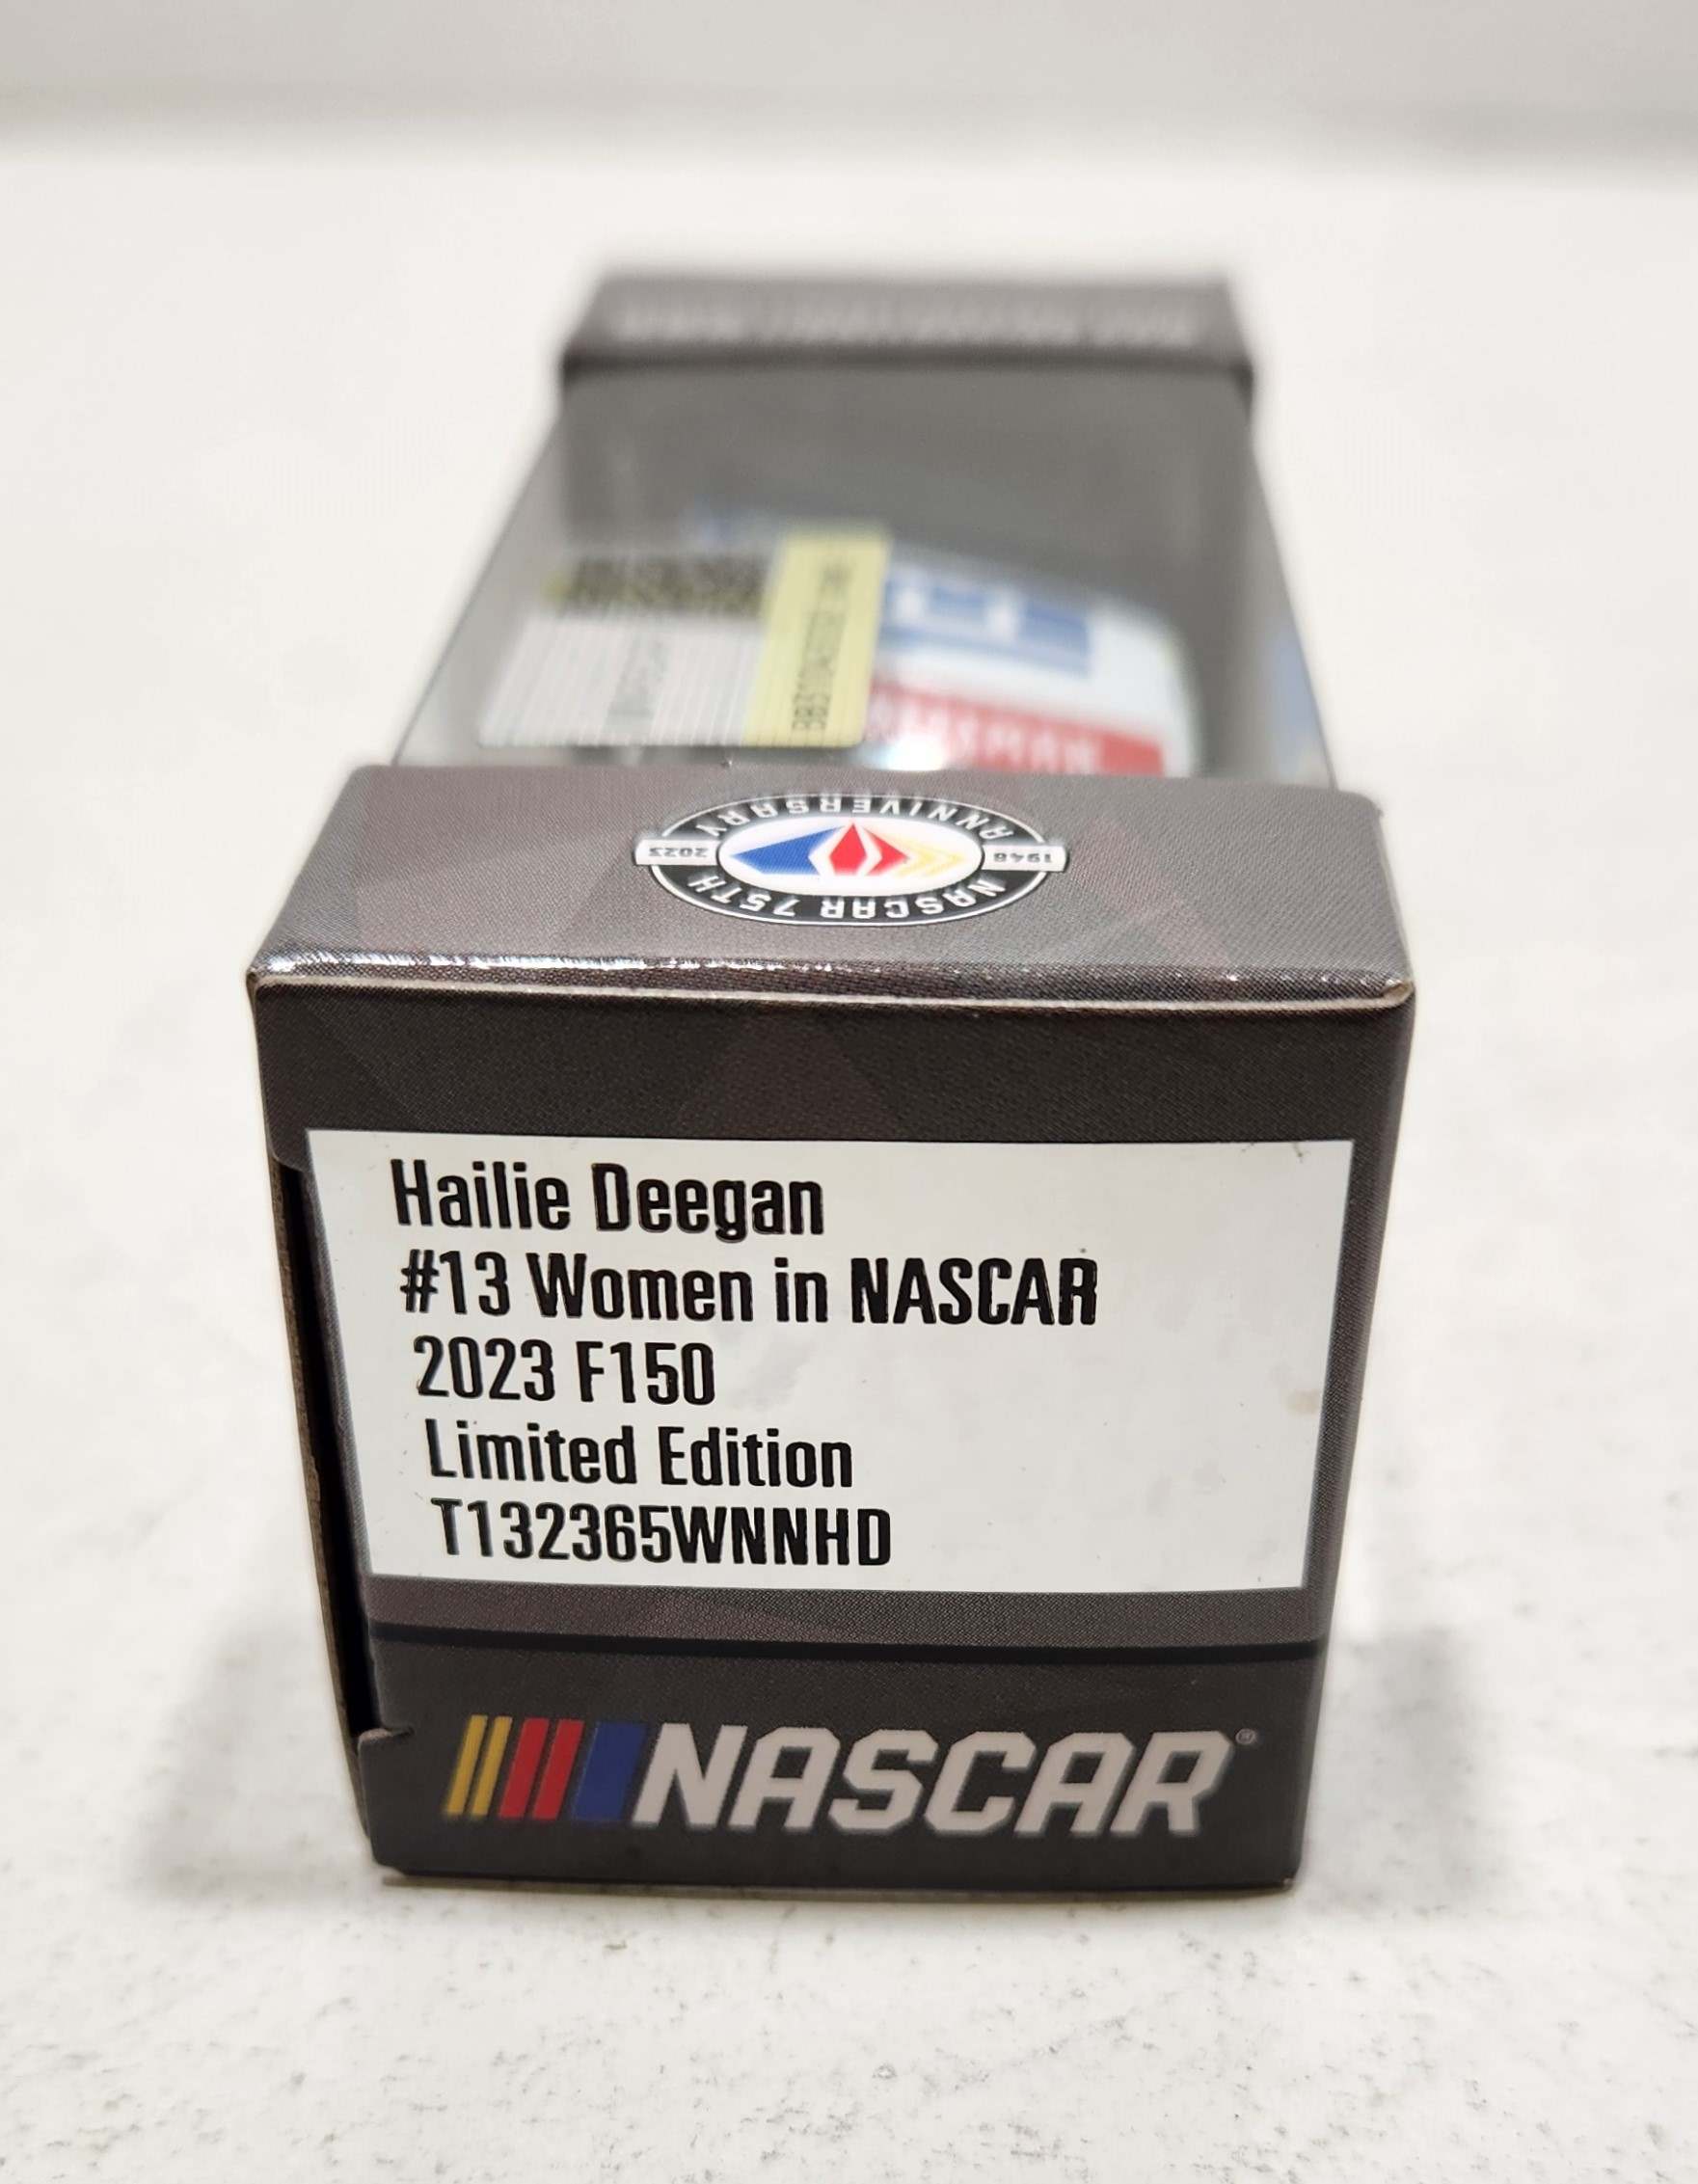 NASCAR 75TH
1948 2023
ANNIVERSARY
Hailie Deegan
#13 Women in NASCAR
2023 F150
Limited Edition
T132365WNNHD
NASCAR®